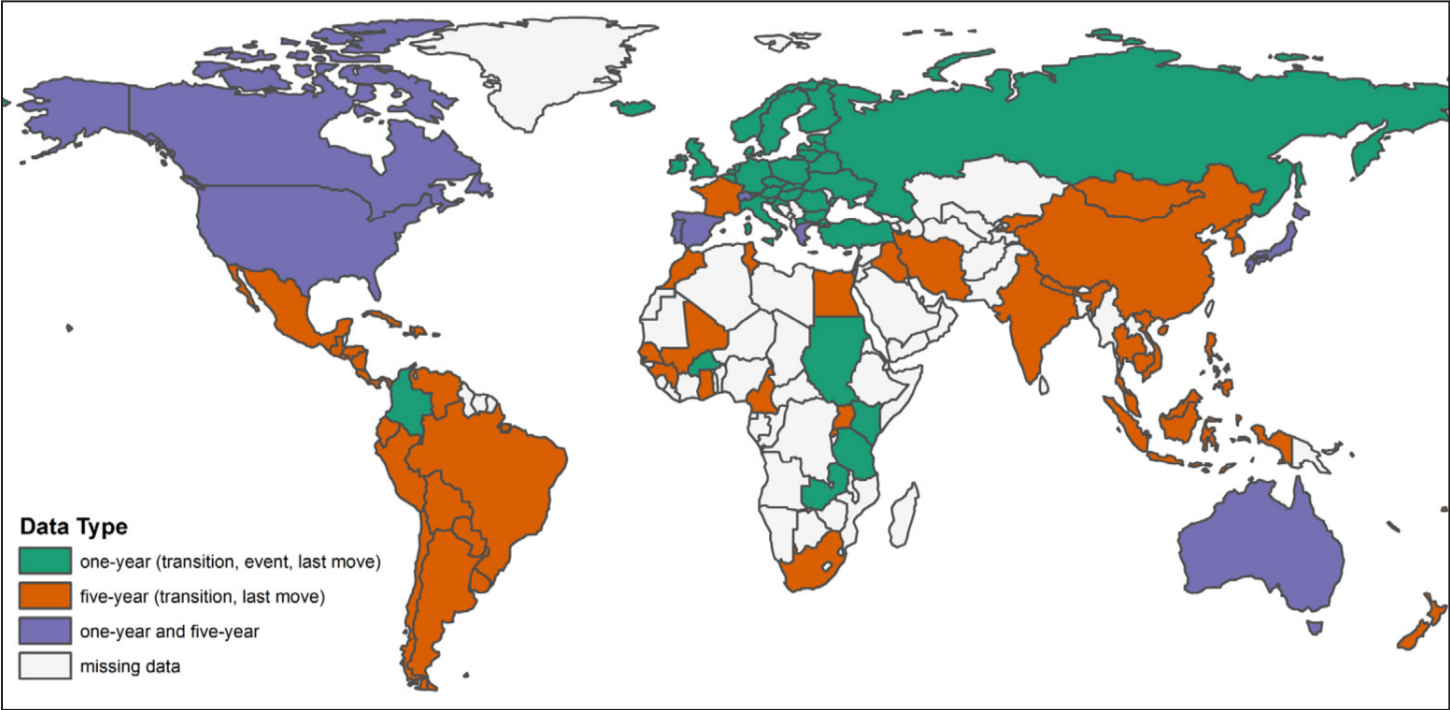 Data Type
one-year (transition, event, last move)
five-year (transition, last move)
one-year and five-year
missing data